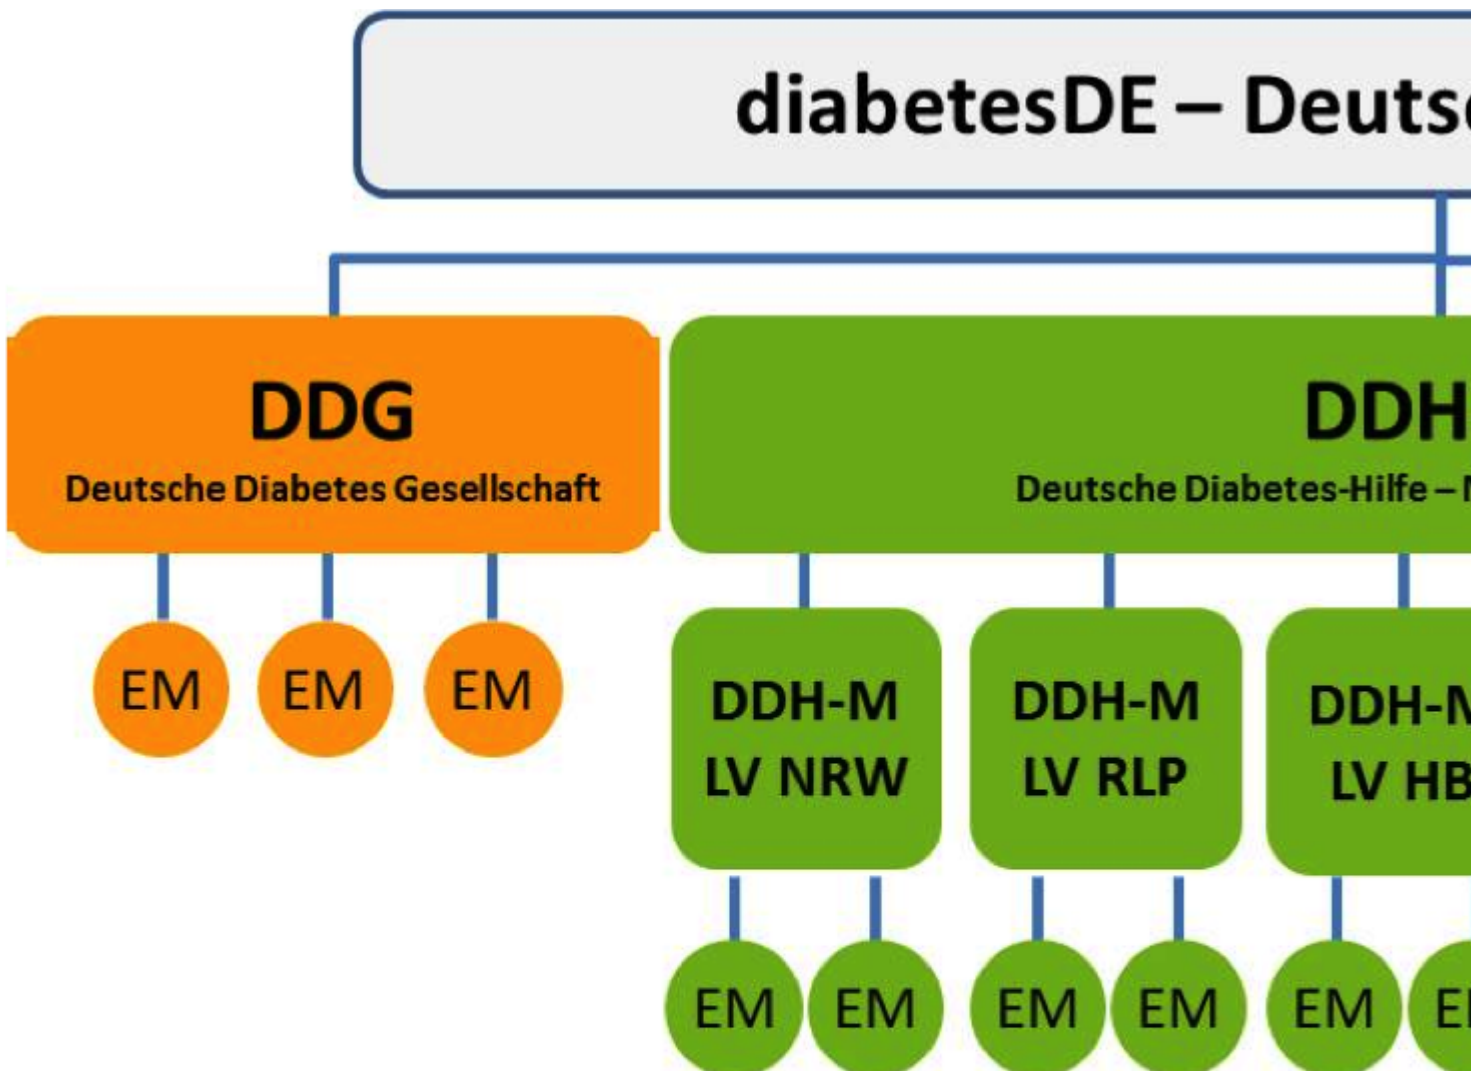 diabetesDE – Deuts
DDG
Deutsche Diabetes Gesellschaft
DDH
Deutsche Diabetes-Hilfe –
EM EM EM
DDH-M
LV NRW
DDH-M
LV RLP
DDH-M
LV HB
EM EM EM EM EM